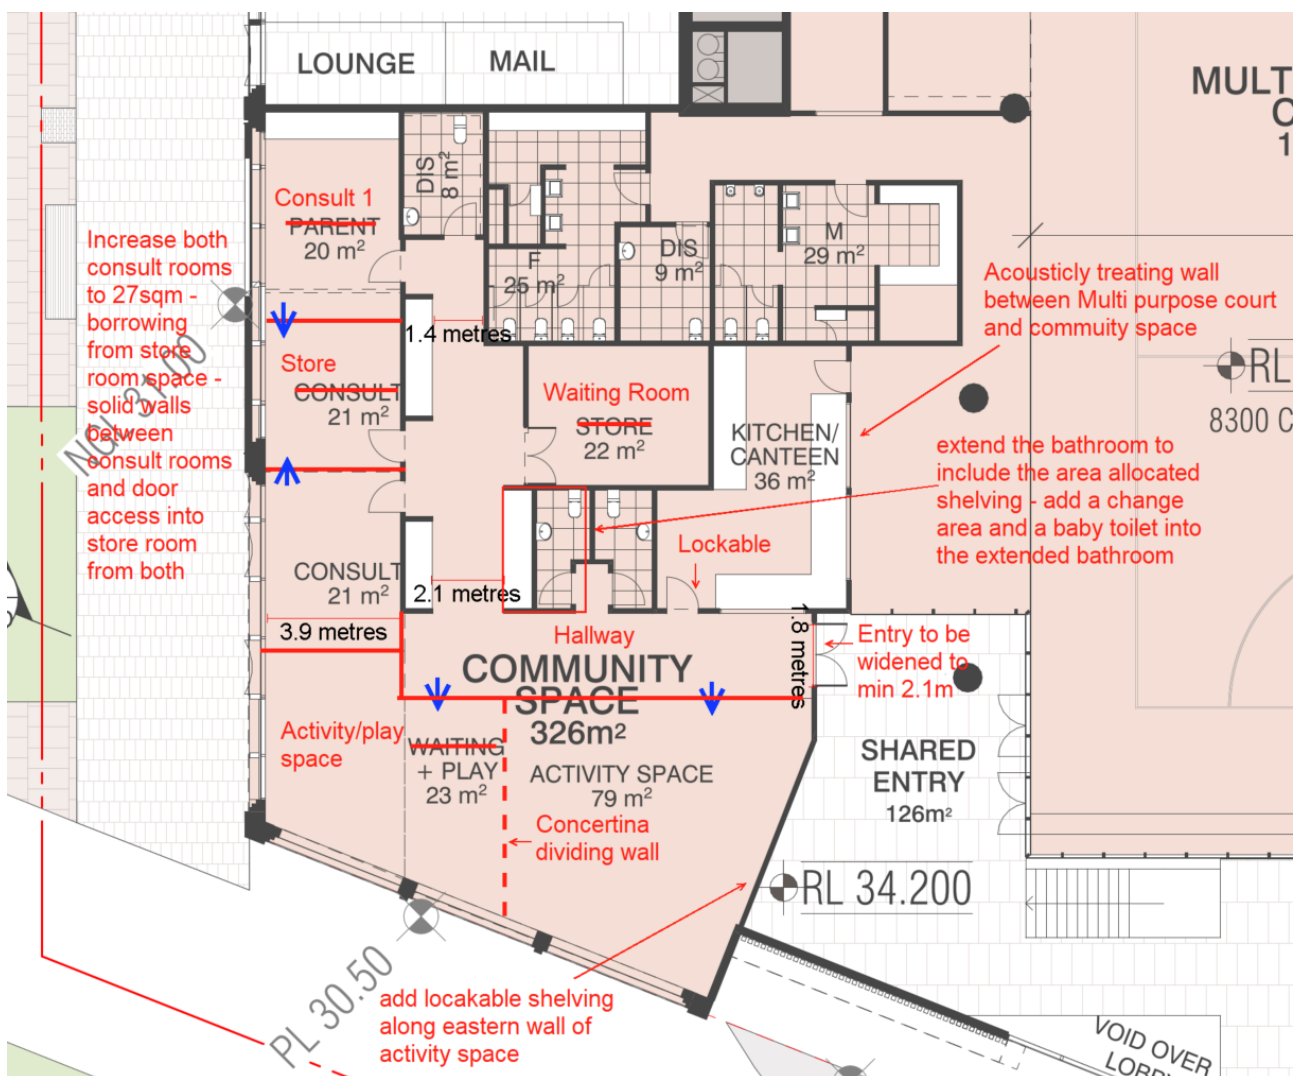 LOUNGE
MAIL
MULT
C
1
Consult 1
PARENT
20 m²
DIS
8 m²
F
25 m²
DIS
9 m²
M
29 m²
Increase both
consult rooms
to 27sqm -
borrowing
from store
room space -
solid walls
between
consult rooms
and door
access into
store room
from both
NGL 31.00
1.4 metres
Acousticly treating wall
between Multi purpose court
and commuity space
Store
CONSULT
21 m²
Waiting Room
STORE
22 m²
KITCHEN/
CANTEEN
36 m²
RL
8300 C
extend the bathroom to
include the area allocated
shelving - add a change
area and a baby toilet into
the extended bathroom
Lockable
CONSULT
21 m²
2.1 metres
3.9 metres
Hallway
1.8 metres
Entry to be
widened to
min 2.1m
COMMUNITY
SPACE
326m²
Activity/play
space
WAITING
+ PLAY
23 m²
ACTIVITY SPACE
79 m²
SHARED
ENTRY
126m²
Concertina
dividing wall
RL 34.200
PL 30.50
add locakable shelving
along eastern wall of
activity space
VOID OVER